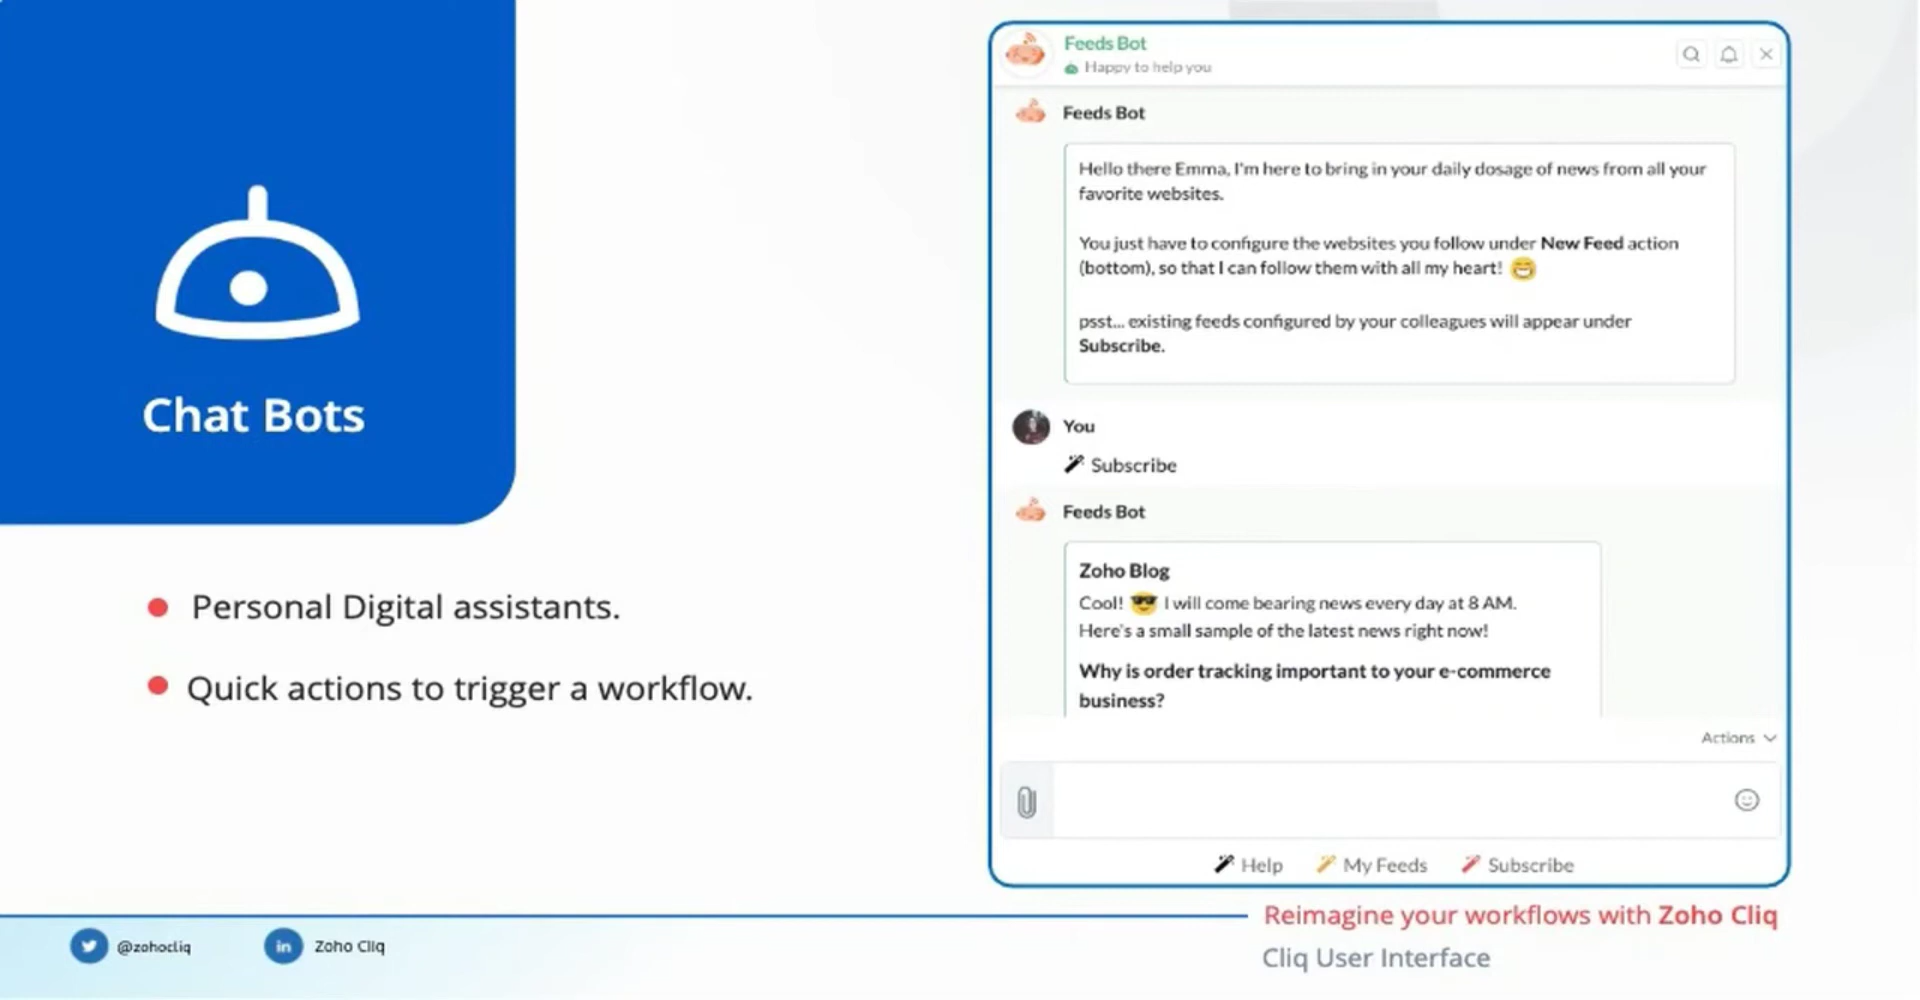 Chat Bots
Personal Digital assistants.
Quick actions to trigger a workflow.
Feeds Bot
Happy to help you
Feeds Bot
Hello there Emma, I'm here to bring in your daily dosage of news from all your
favorite websites.
You just have to configure the websites you follow under New Feed action
(bottom), so that I can follow them with all my heart! 😁
psst... existing feeds configured by your colleagues will appear under
Subscribe.
You
Subscribe
Feeds Bot
Zoho Blog
Cool! 😎 I will come bearing news every day at 8 AM.
Here's a small sample of the latest news right now!
Why is order tracking important to your e-commerce
business?
Actions
Help My Feeds Subscribe
Reimagine your workflows with Zoho Cliq
Cliq User Interface
@zohocliq
in Zoho Cliq